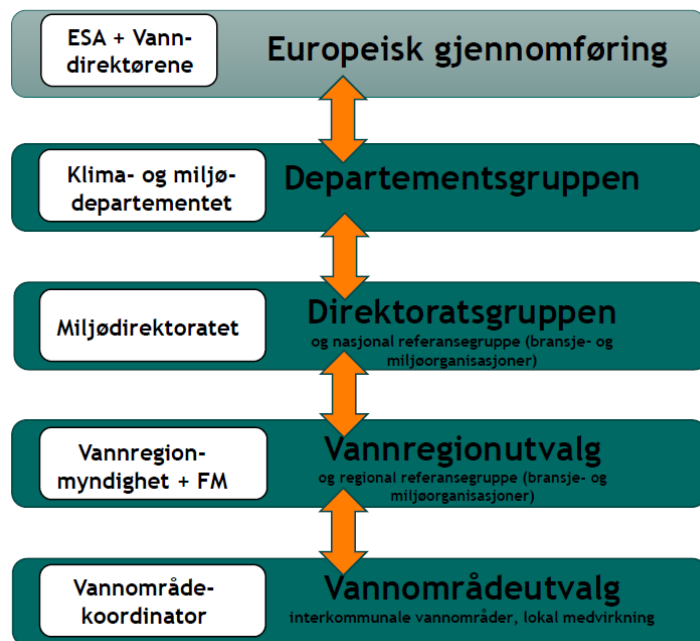 ESA + Vann-
direktørene
Europeisk gjennomføring
Klima- og miljø-
departementet
Departementsgruppen
Miljødirektoratet
Direktoratsgruppen
og nasjonal referansegruppe (bransje- og
miljøorganisasjoner)
Vannregion-
myndighet + FM
Vannregionutvalg
og regional referansegruppe (bransje- og
miljøorganisasjoner)
Vannområde-
koordinator
Vannområdeutvalg
interkommunale vannområder, lokal medvirkning